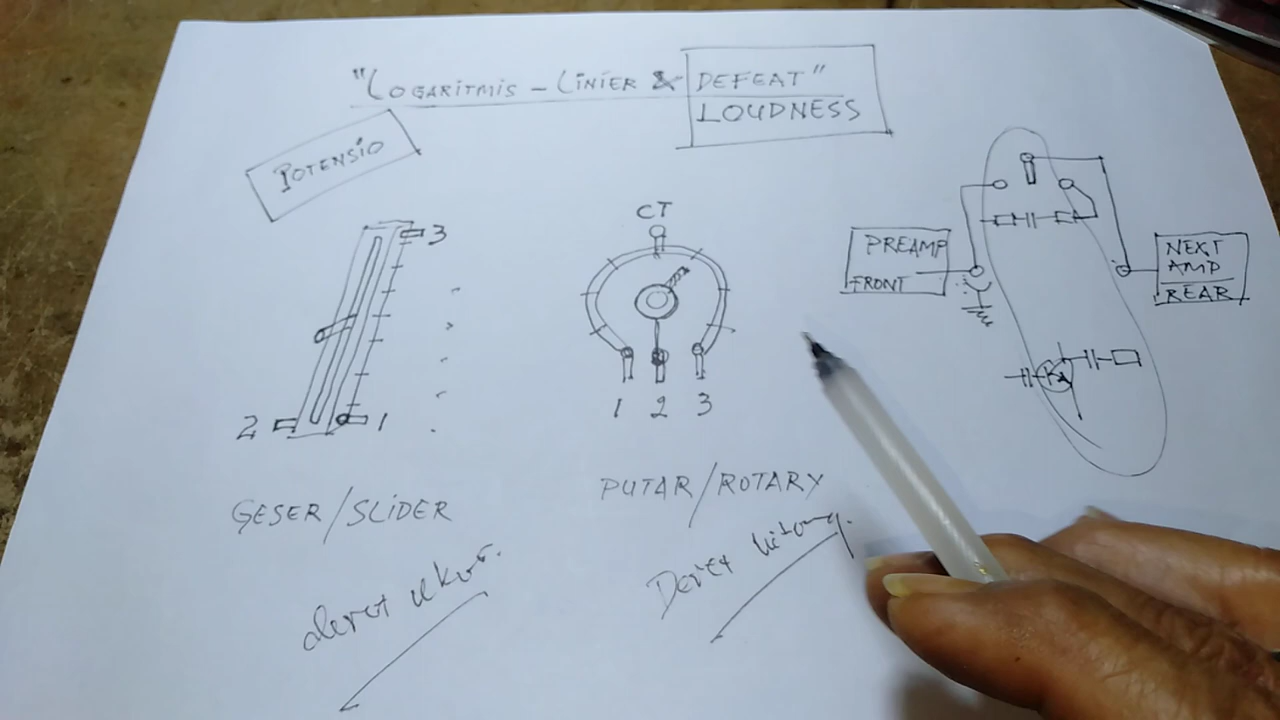 "LOGARITMIS - LINIER & DEFEAT"
LOUDNESS
POTENSIO
3
2
1
GESER/SLIDER
deret ukur.
CT
1 2 3
PUTAR/ROTARY
Deret hitung.
PREAMP
FRONT
NEXT
AMP
REAR